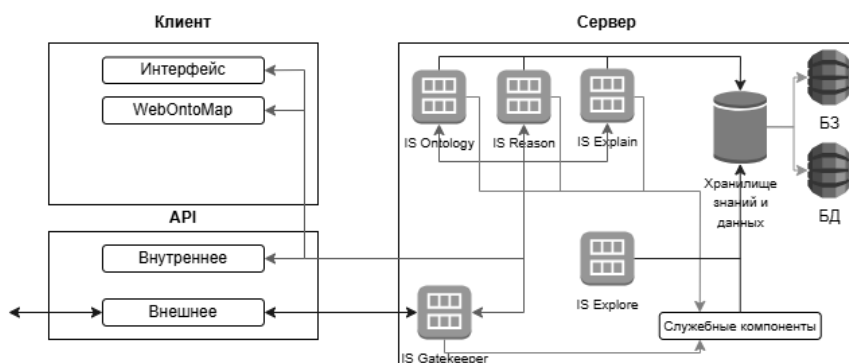 Клиент
Сервер
Интерфейс
WebOntoMap
IS Ontology
IS Reason
IS Explain
БЗ
Хранилище
знаний и
данных
БД
API
Внутреннее
Внешнее
IS Explore
IS Gatekeeper
Служебные компоненты